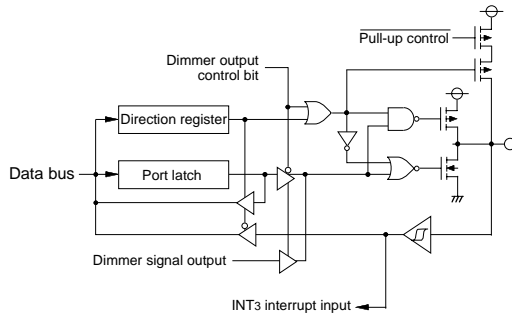 Pull-up control
Dimmer output
control bit
Direction register
Data bus
Port latch
Dimmer signal output
INT3 interrupt input